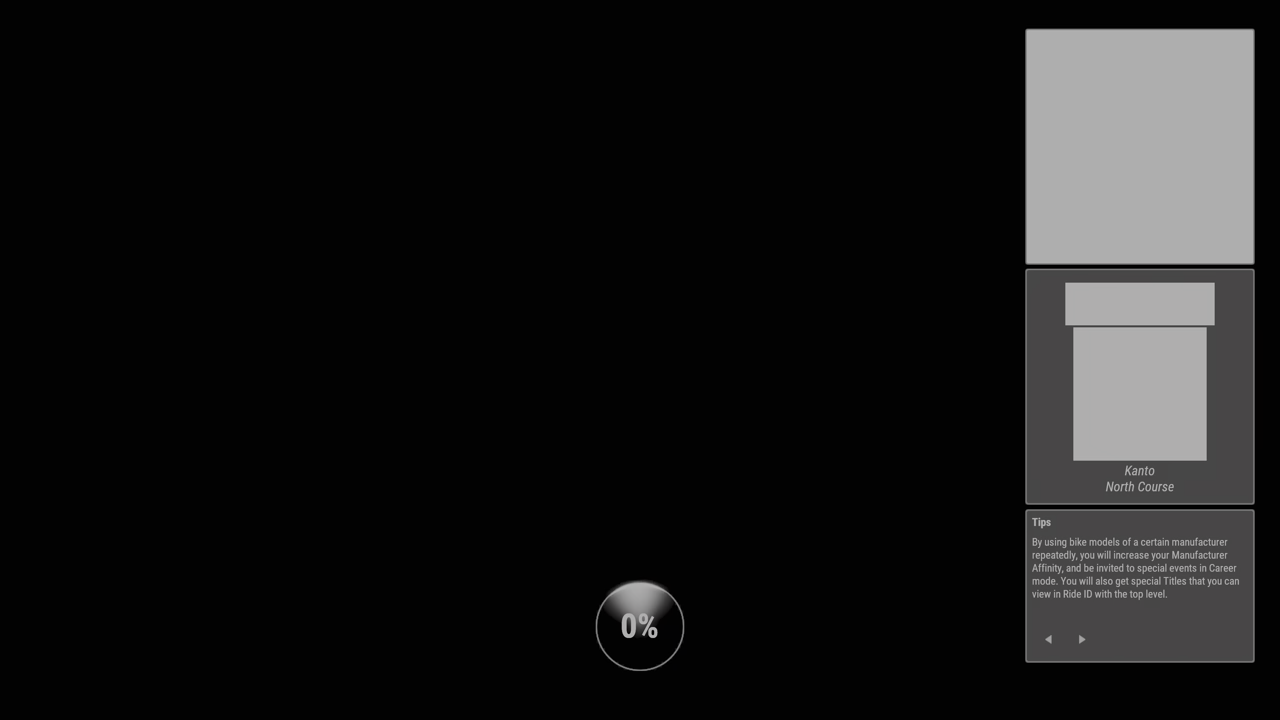 Kanto
North Course
Tips
By using bike models of a certain manufacturer
repeatedly, you will increase your Manufacturer
Affinity, and be invited to special events in Career
mode. You will also get special Titles that you can
view in Ride ID with the top level.
0%